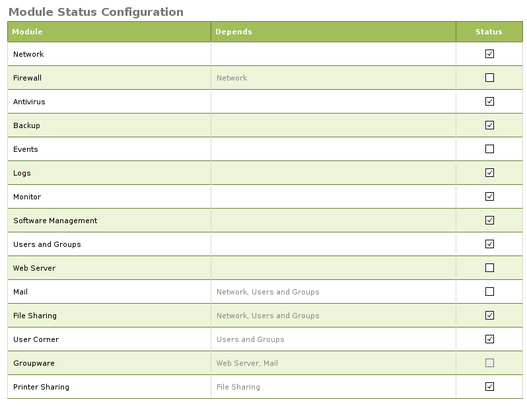 Module Status Configuration
Module Depends Status
Network
Firewall Network
Antivirus
Backup
Events
Logs
Monitor
Software Management
Users and Groups
Web Server
Mail Network, Users and Groups
File Sharing Network, Users and Groups
User Corner Users and Groups
Groupware Web Server, Mail
Printer Sharing File Sharing